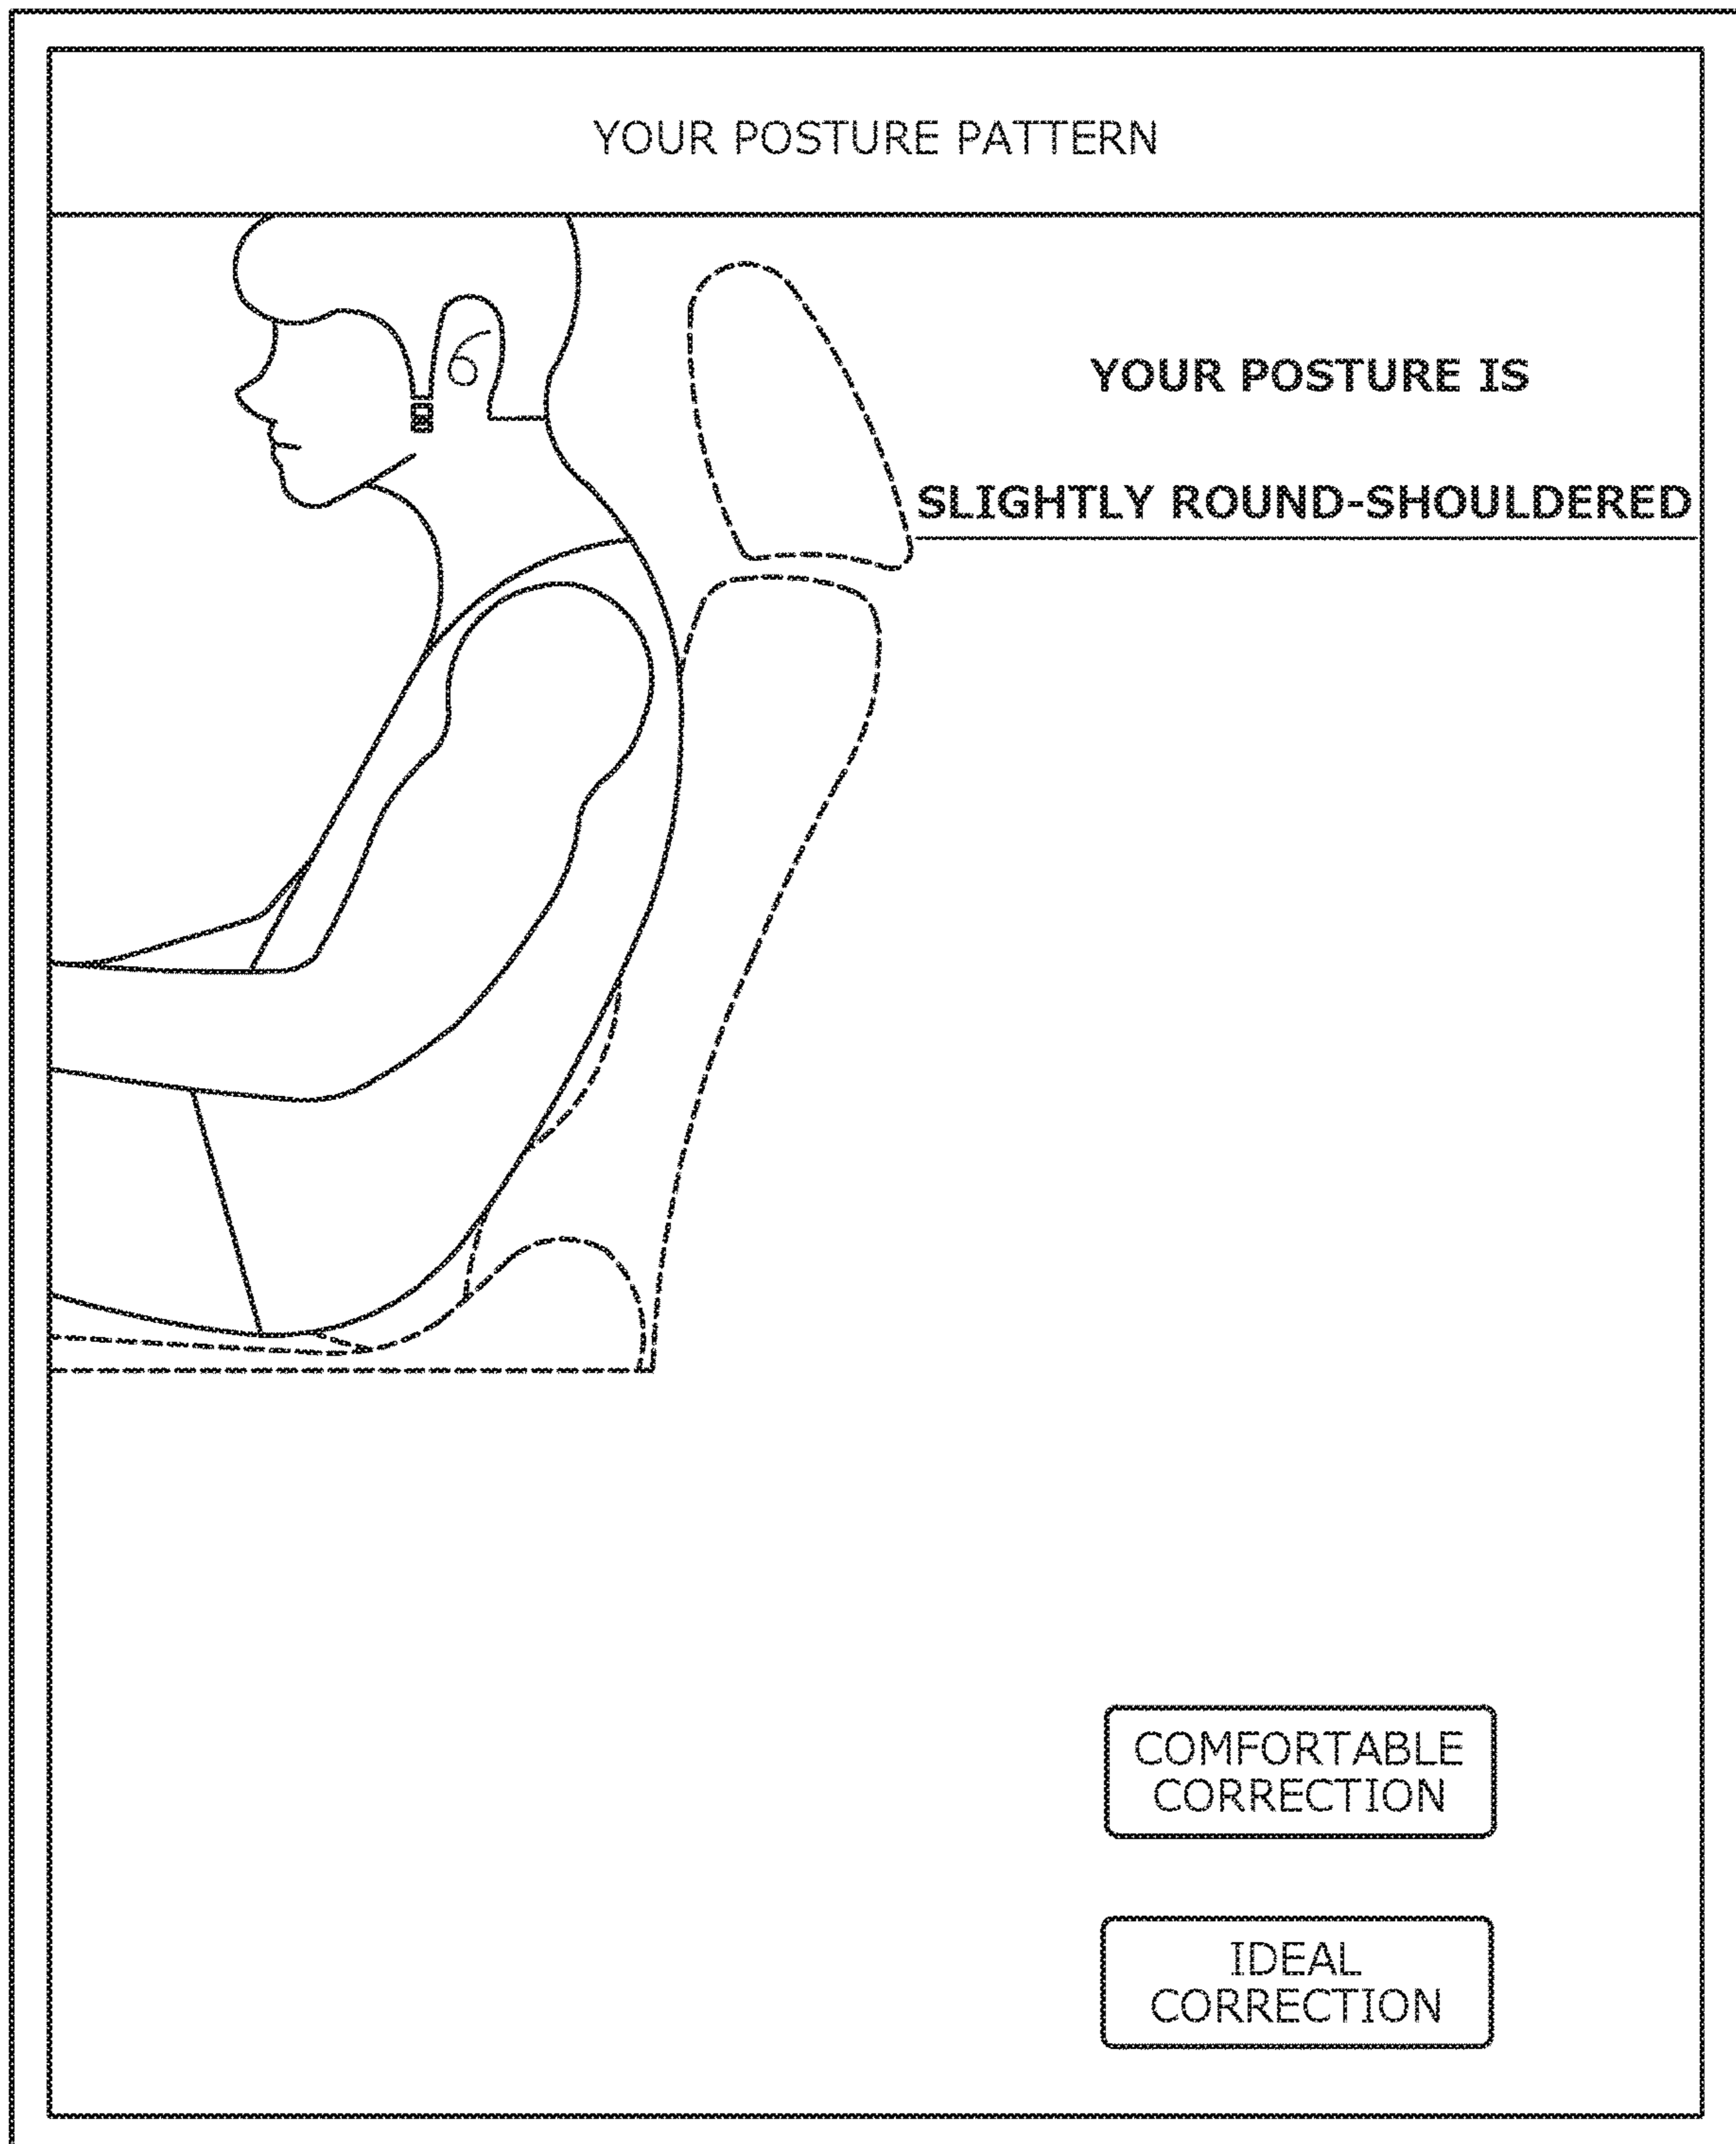 YOUR POSTURE PATTERN
YOUR POSTURE IS
SLIGHTLY ROUND-SHOULDERED
COMFORTABLE
CORRECTION
IDEAL
CORRECTION